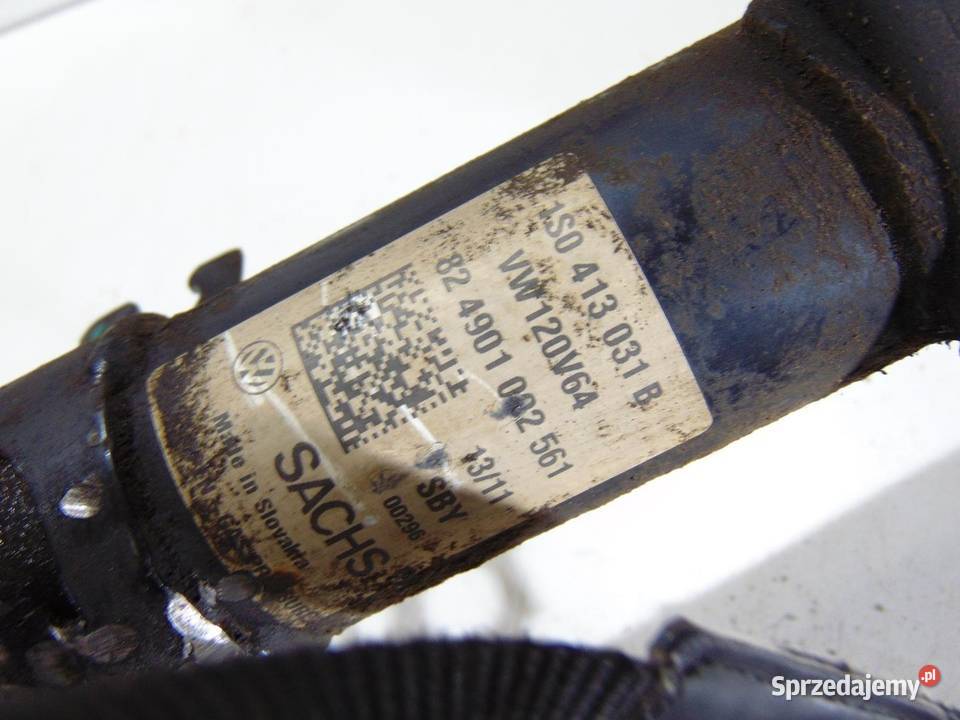 1S0 413 031 B
VW120V64
82 4901 002 561
13/11
SBY
00296
SACHS
Made in Slovakia
Sprzedajemy.pl